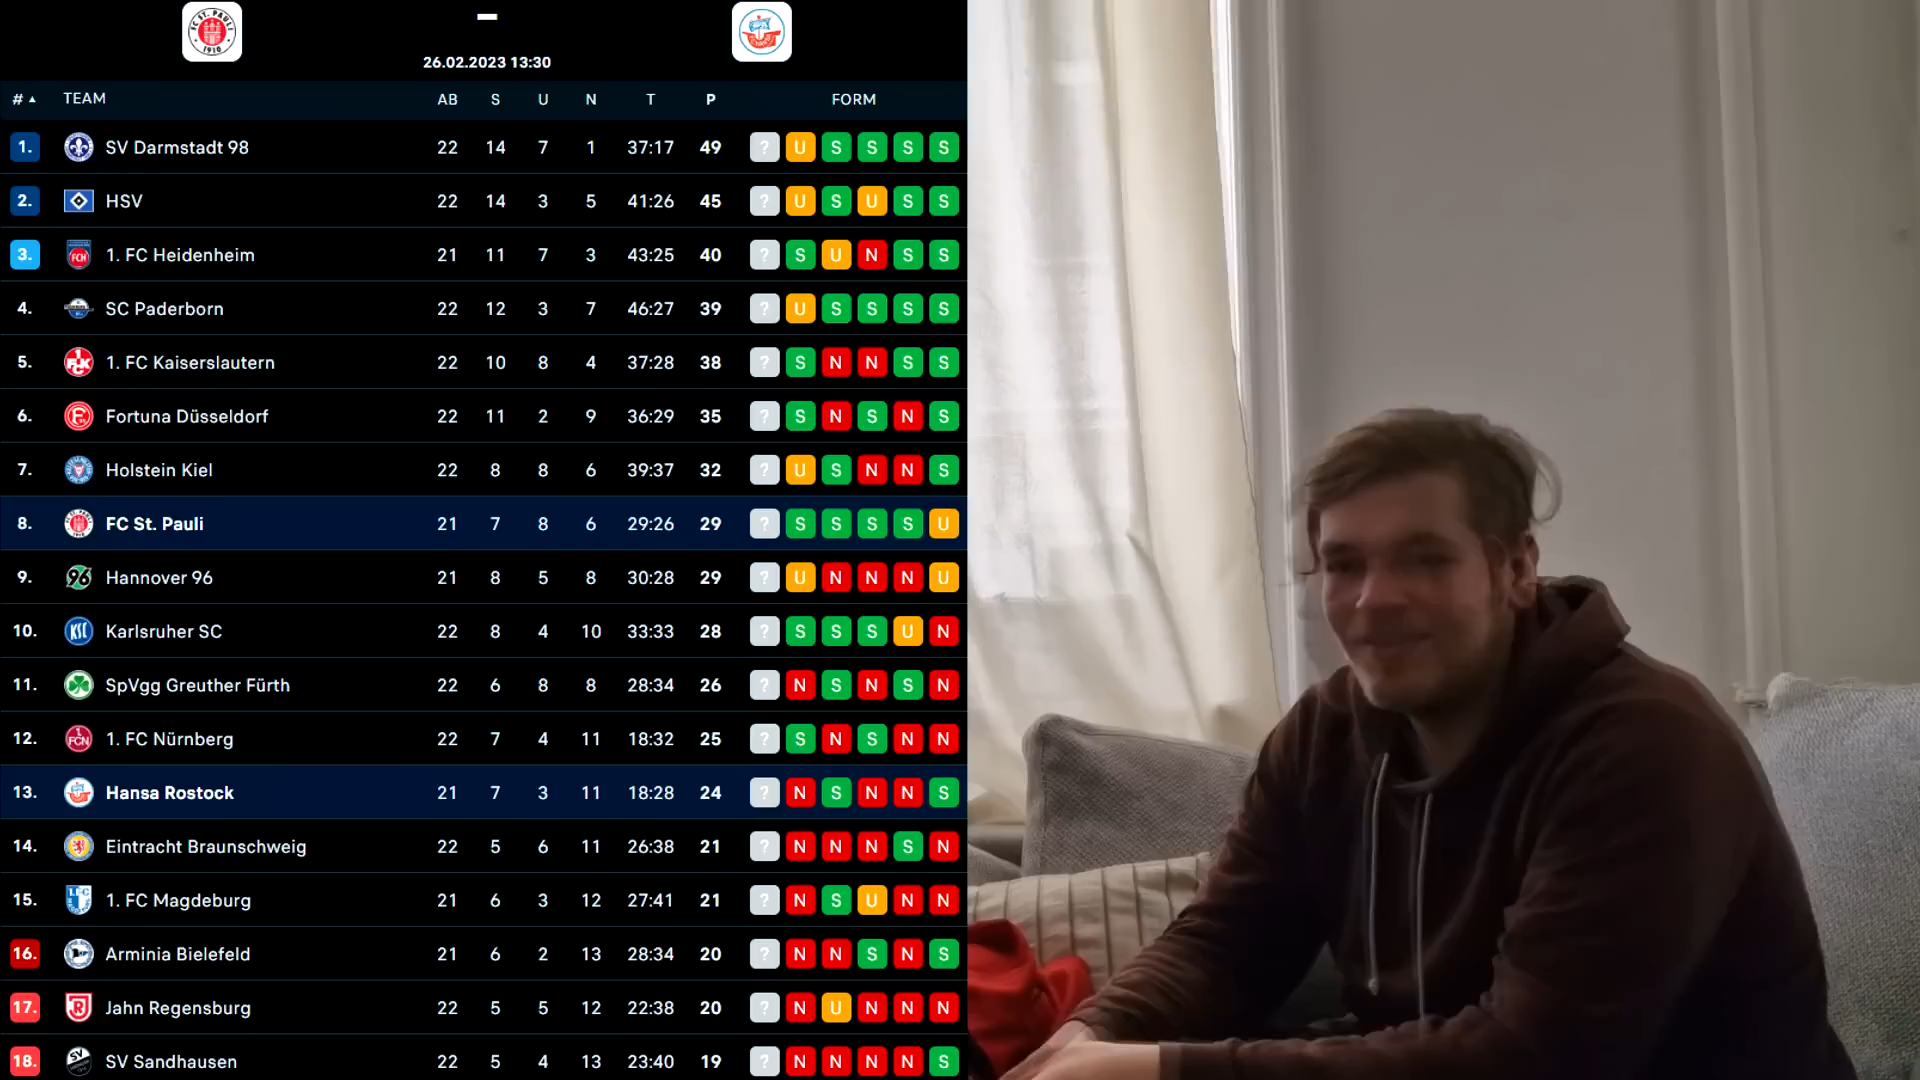 FC ST. PAULI 1910
26.02.2023 13:30
# TEAM AB S U N T P FORM
1. SV Darmstadt 98 22 14 7 1 37:17 49 ? U S S S S
2. HSV 22 14 3 5 41:26 45 ? U S U S S
3. 1. FC Heidenheim 21 11 7 3 43:25 40 ? S U N S S
4. SC Paderborn 22 12 3 7 46:27 39 ? U S S S S
5. 1. FC Kaiserslautern 22 10 8 4 37:28 38 ? S N N S S
6. Fortuna Düsseldorf 22 11 2 9 36:29 35 ? S N S N S
7. Holstein Kiel 22 8 8 6 39:37 32 ? U S N N S
8. FC St. Pauli 21 7 8 6 29:26 29 ? S S S S U
9. Hannover 96 21 8 5 8 30:28 29 ? U N N N U
10. Karlsruher SC 22 8 4 10 33:33 28 ? S S S U N
11. SpVgg Greuther Fürth 22 6 8 8 28:34 26 ? N S N S N
12. 1. FC Nürnberg 22 7 4 11 18:32 25 ? S N S N N
13. Hansa Rostock 21 7 3 11 18:28 24 ? N S N N S
14. Eintracht Braunschweig 22 5 6 11 26:38 21 ? N N N S N
15. 1. FC Magdeburg 21 6 3 12 27:41 21 ? N S U N N
16. Arminia Bielefeld 21 6 2 13 28:34 20 ? N N S N S
17. Jahn Regensburg 22 5 5 12 22:38 20 ? N U N N N
18. SV Sandhausen 22 5 4 13 23:40 19 ? N N N N S